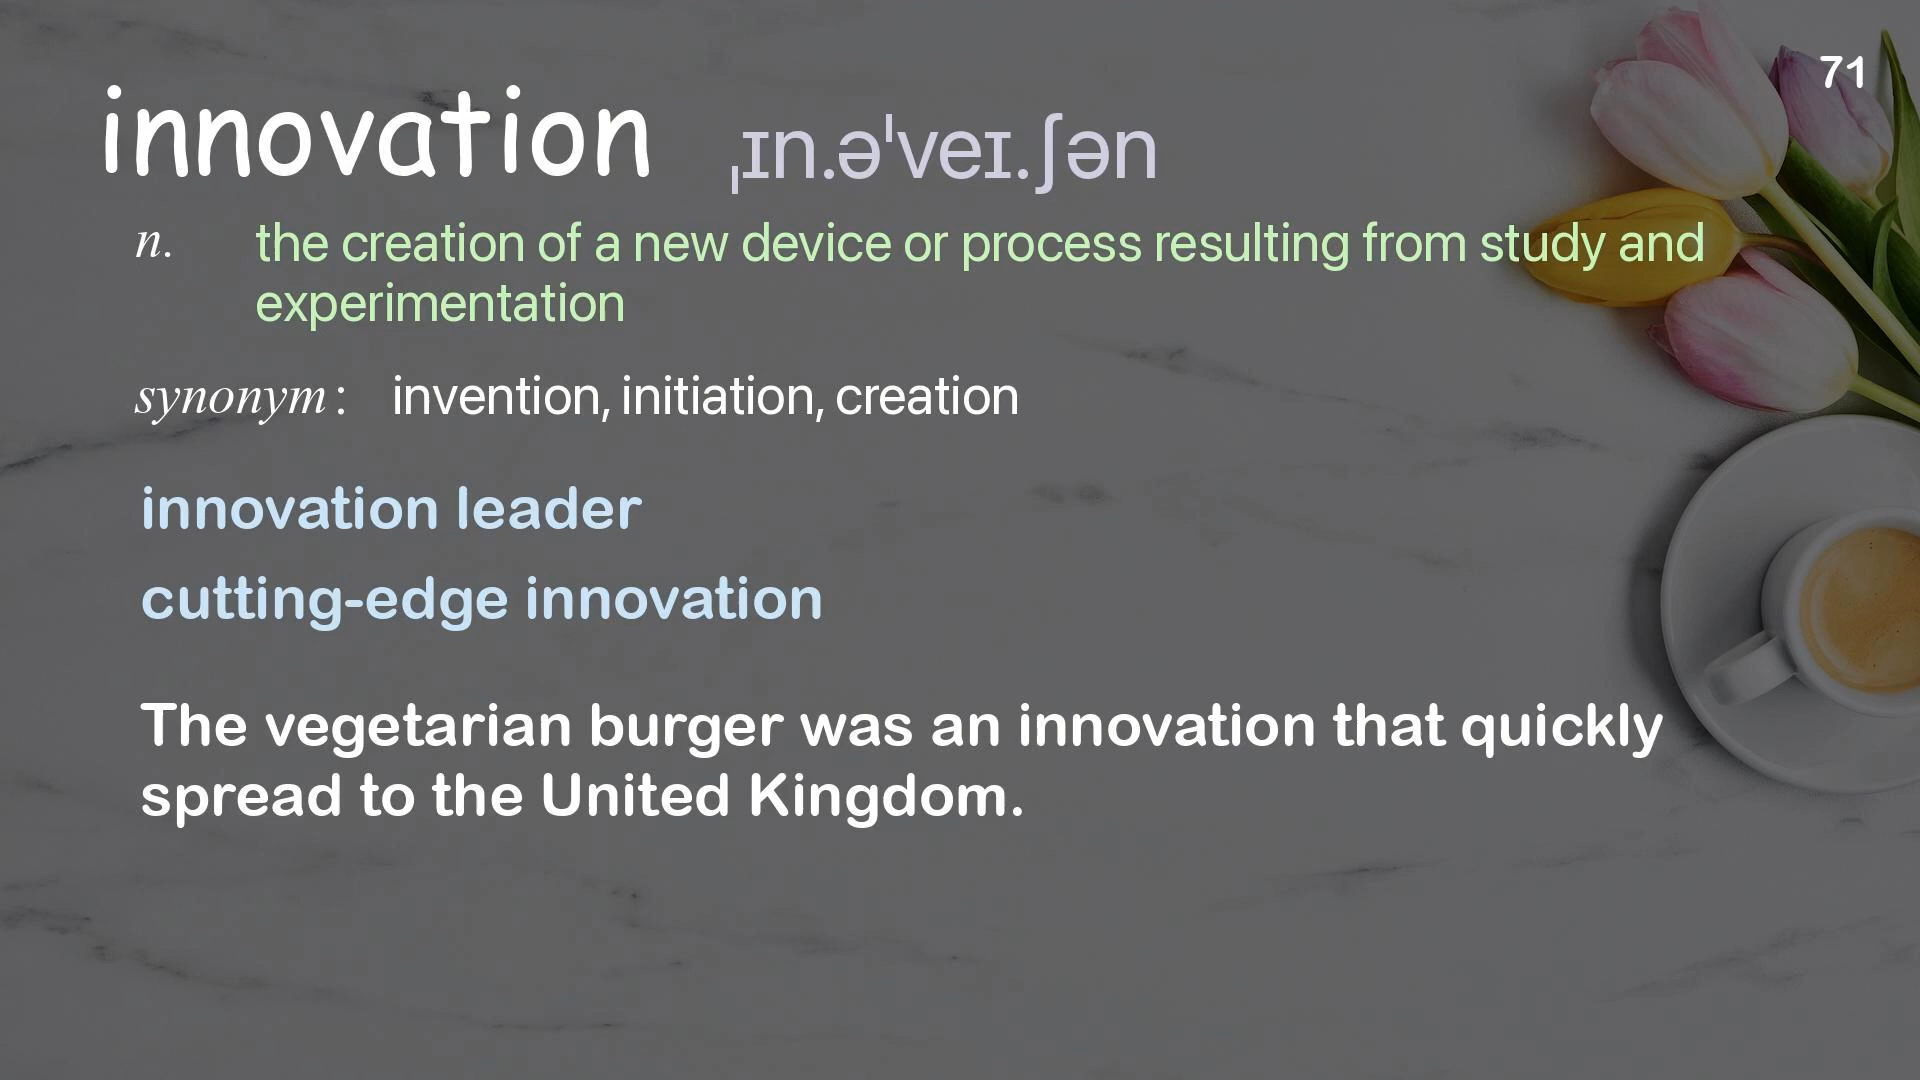 71
innovation ˌɪn.əˈveɪ.ʃən
n. the creation of a new device or process resulting from study and
experimentation
synonym: invention, initiation, creation
innovation leader
cutting-edge innovation
The vegetarian burger was an innovation that quickly
spread to the United Kingdom.